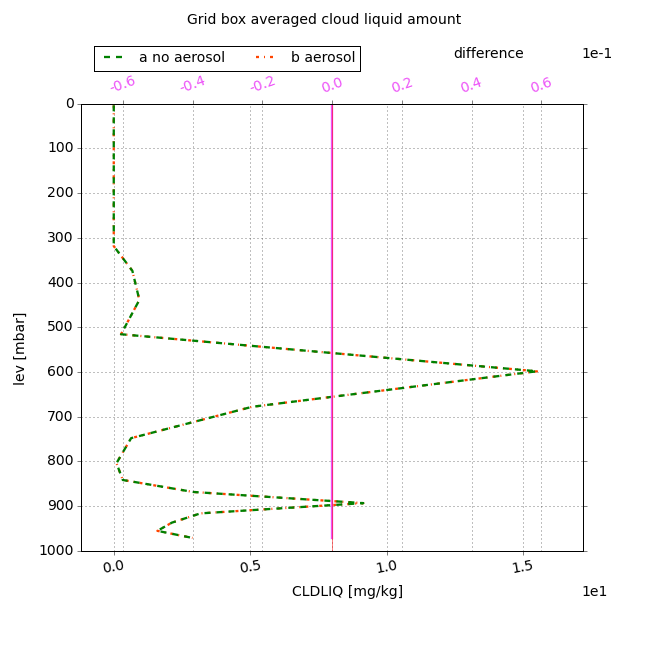 Grid box averaged cloud liquid amount
a no aerosol b aerosol difference 1e-1
-0.6 -0.4 -0.2 0.0 0.2 0.4 0.6
0
100
200
300
400
500
600
700
800
900
1000
lev [mbar]
0.0 0.5 1.0 1.5
CLDLIQ [mg/kg] 1e1